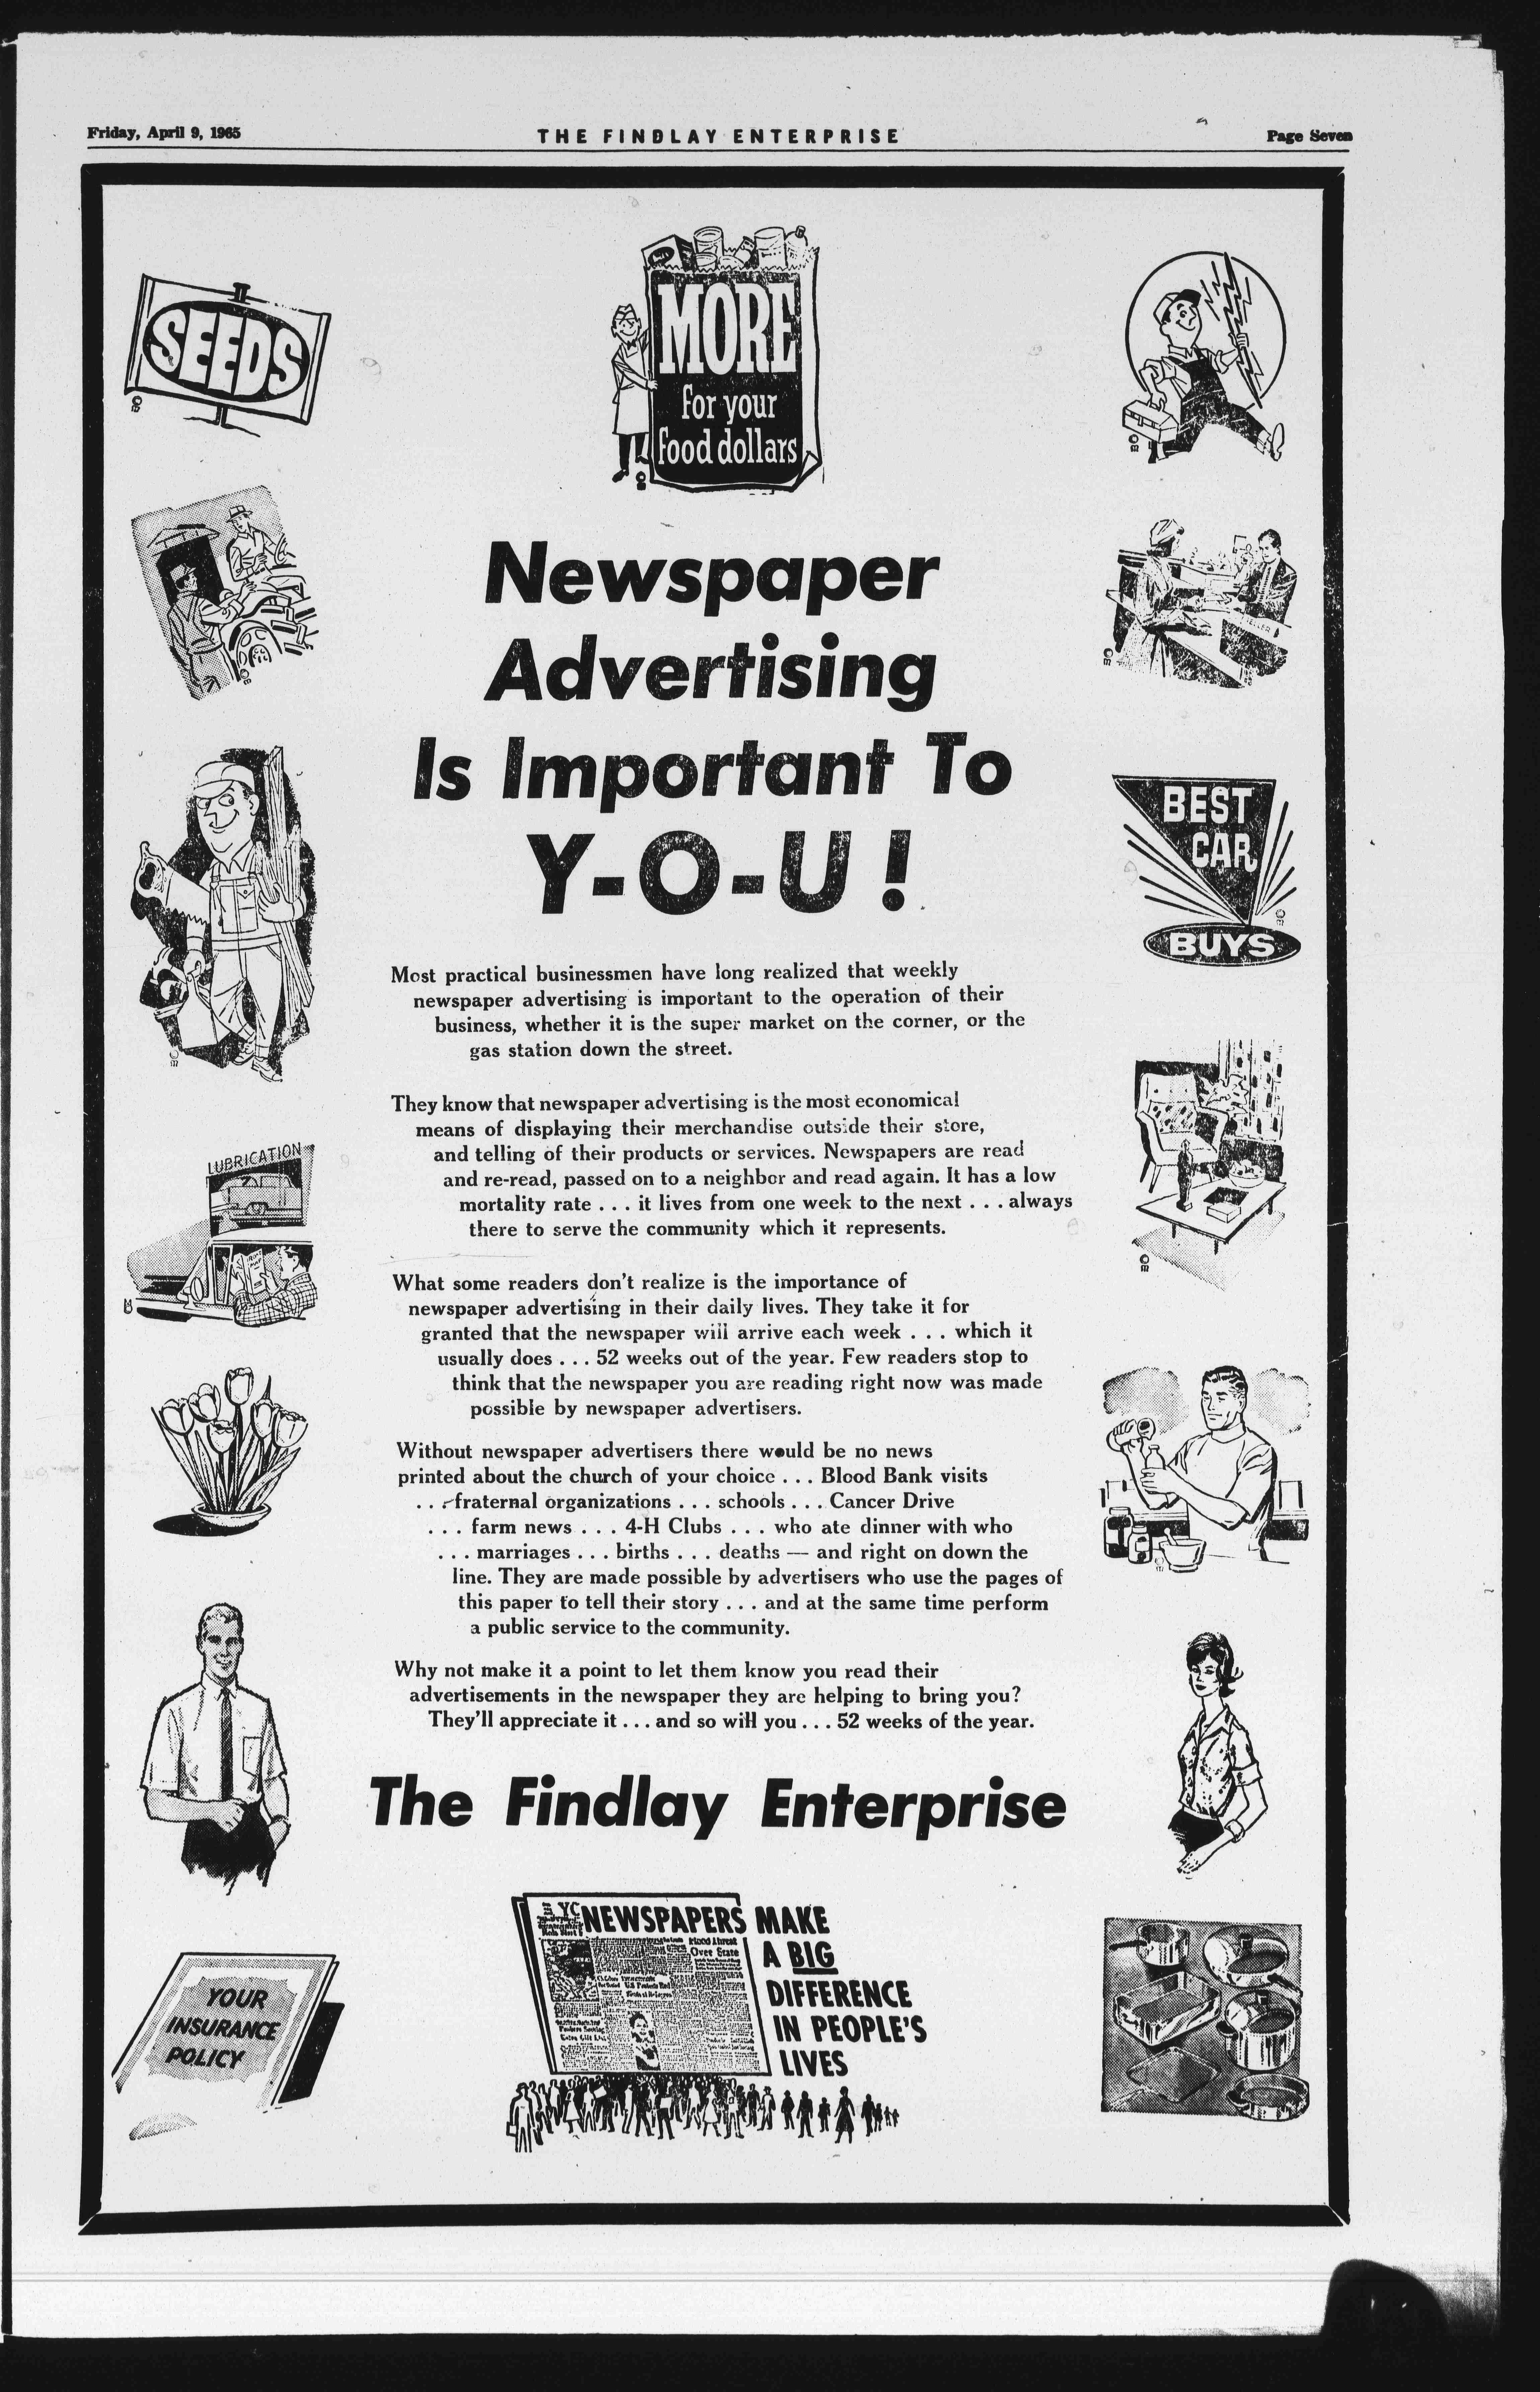 Friday, April 9, 1965
THE FINDLAY ENTERPRISE
Page Seven
SEEDS
MORE
for your
food dollars
Newspaper
Advertising
Is Important To
Y-O-U!
TELLER
BEST
CAR
BUYS
LUBRICATION
Most practical businessmen have long realized that weekly
newspaper advertising is important to the operation of their
business, whether it is the super market on the corner, or the
gas station down the street.
They know that newspaper advertising is the most economical
means of displaying their merchandise outside their store,
and telling of their products or services. Newspapers are read
and re-read, passed on to a neighbor and read again. It has a low
mortality rate . . . it lives from one week to the next . . . always
there to serve the community which it represents.
What some readers don't realize is the importance of
newspaper advertising in their daily lives. They take it for
granted that the newspaper will arrive each week . . . which it
usually does . . . 52 weeks out of the year. Few readers stop to
think that the newspaper you are reading right now was made
possible by newspaper advertisers.
Without newspaper advertisers there would be no news
printed about the church of your choice . . . Blood Bank visits
. . . fraternal organizations . . . schools . . . Cancer Drive
. . . farm news . . . 4-H Clubs . . . who ate dinner with who
. . . marriages . . . births . . . deaths — and right on down the
line. They are made possible by advertisers who use the pages of
this paper to tell their story . . . and at the same time perform
a public service to the community.
Why not make it a point to let them know you read their
advertisements in the newspaper they are helping to bring you?
They'll appreciate it . . . and so will you . . . 52 weeks of the year.
The Findlay Enterprise
YOUR
INSURANCE
POLICY
NEWSPAPERS MAKE
A BIG
DIFFERENCE
IN PEOPLE'S
LIVES
Flood Threat
Over State